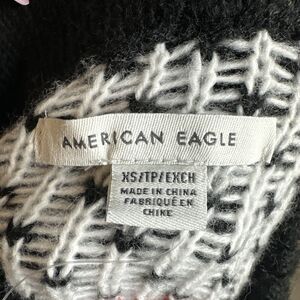 AMERICAN EAGLE
XS/TP/EXCH
MADE IN CHINA
FABRIQUÉ EN
CHINE